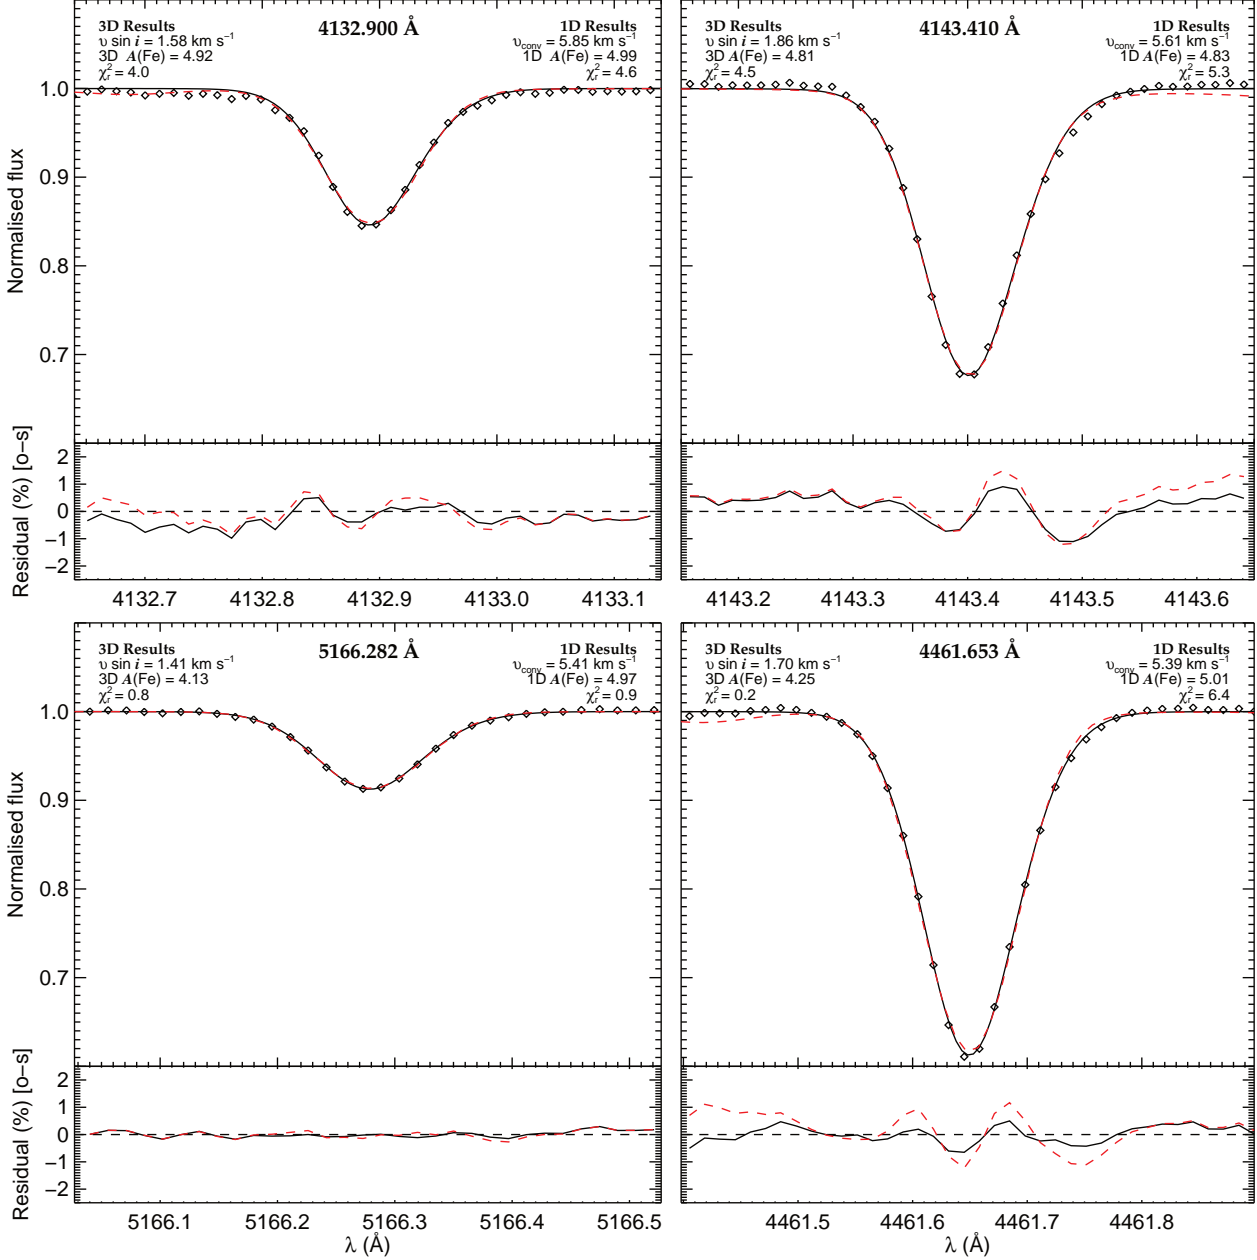 3D Results
υ sin i = 1.58 km s⁻¹
3D A(Fe) = 4.92
χ²ᵣ = 4.0
4132.900 Å
1D Results
υconv = 5.85 km s⁻¹
1D A(Fe) = 4.99
χ²ᵣ = 4.6
3D Results
υ sin i = 1.86 km s⁻¹
3D A(Fe) = 4.81
χ²ᵣ = 4.5
4143.410 Å
1D Results
υconv = 5.61 km s⁻¹
1D A(Fe) = 4.83
χ²ᵣ = 5.3
Normalised flux
1.0
0.9
0.8
0.7
Residual (%) [o–s]
2
1
0
–1
–2
4132.7 4132.8 4132.9 4133.0 4133.1
4143.2 4143.3 4143.4 4143.5 4143.6
3D Results
υ sin i = 1.41 km s⁻¹
3D A(Fe) = 4.13
χ²ᵣ = 0.8
5166.282 Å
1D Results
υconv = 5.41 km s⁻¹
1D A(Fe) = 4.97
χ²ᵣ = 0.9
3D Results
υ sin i = 1.70 km s⁻¹
3D A(Fe) = 4.25
χ²ᵣ = 0.2
4461.653 Å
1D Results
υconv = 5.39 km s⁻¹
1D A(Fe) = 5.01
χ²ᵣ = 6.4
Normalised flux
1.0
0.9
0.8
0.7
Residual (%) [o–s]
2
1
0
–1
–2
5166.1 5166.2 5166.3 5166.4 5166.5
4461.5 4461.6 4461.7 4461.8
λ (Å)
λ (Å)